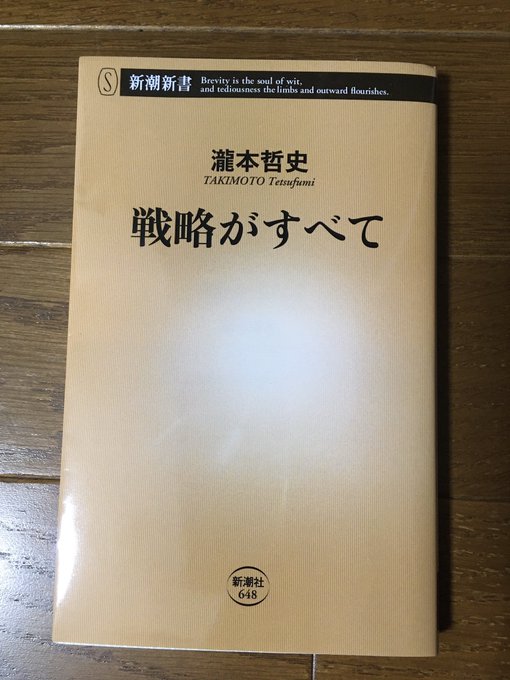 S
新潮新書
Brevity is the soul of wit,
and tediousness the limbs and outward flourishes.
瀧本哲史
TAKIMOTO Tetsufumi
戦略がすべて
新潮社
648